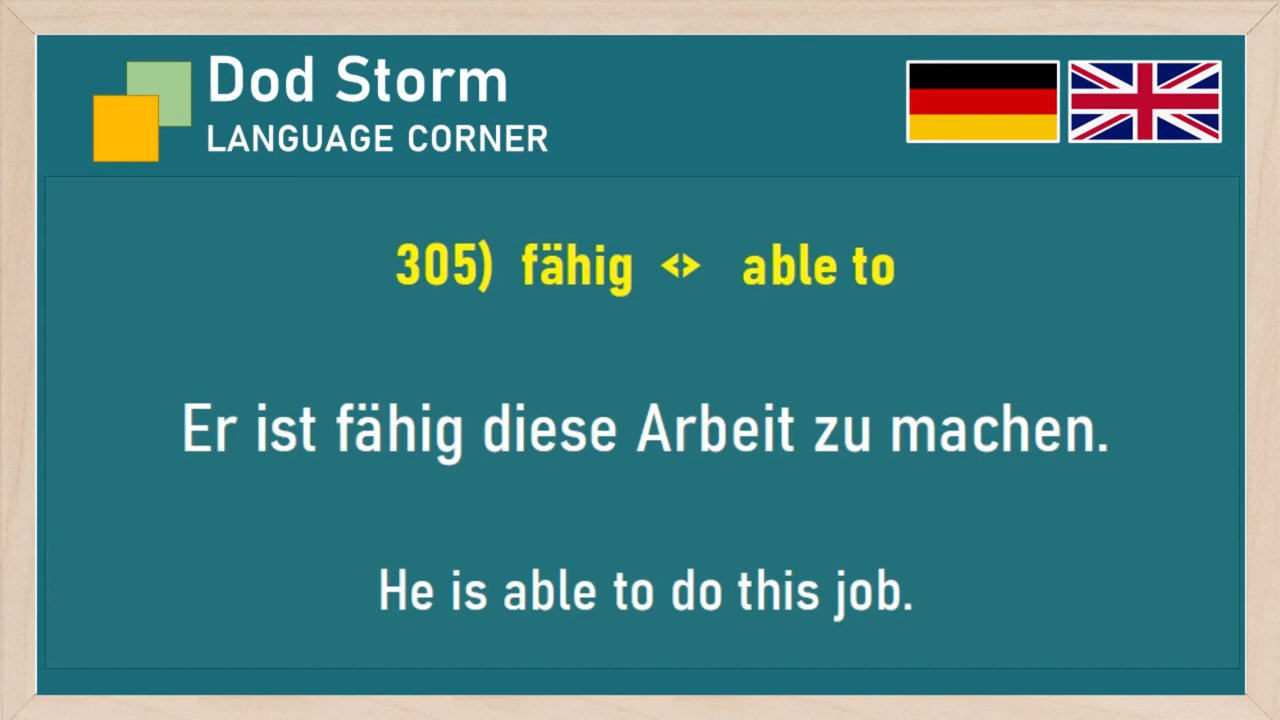 Dod Storm
LANGUAGE CORNER
305) fähig <> able to
Er ist fähig diese Arbeit zu machen.
He is able to do this job.